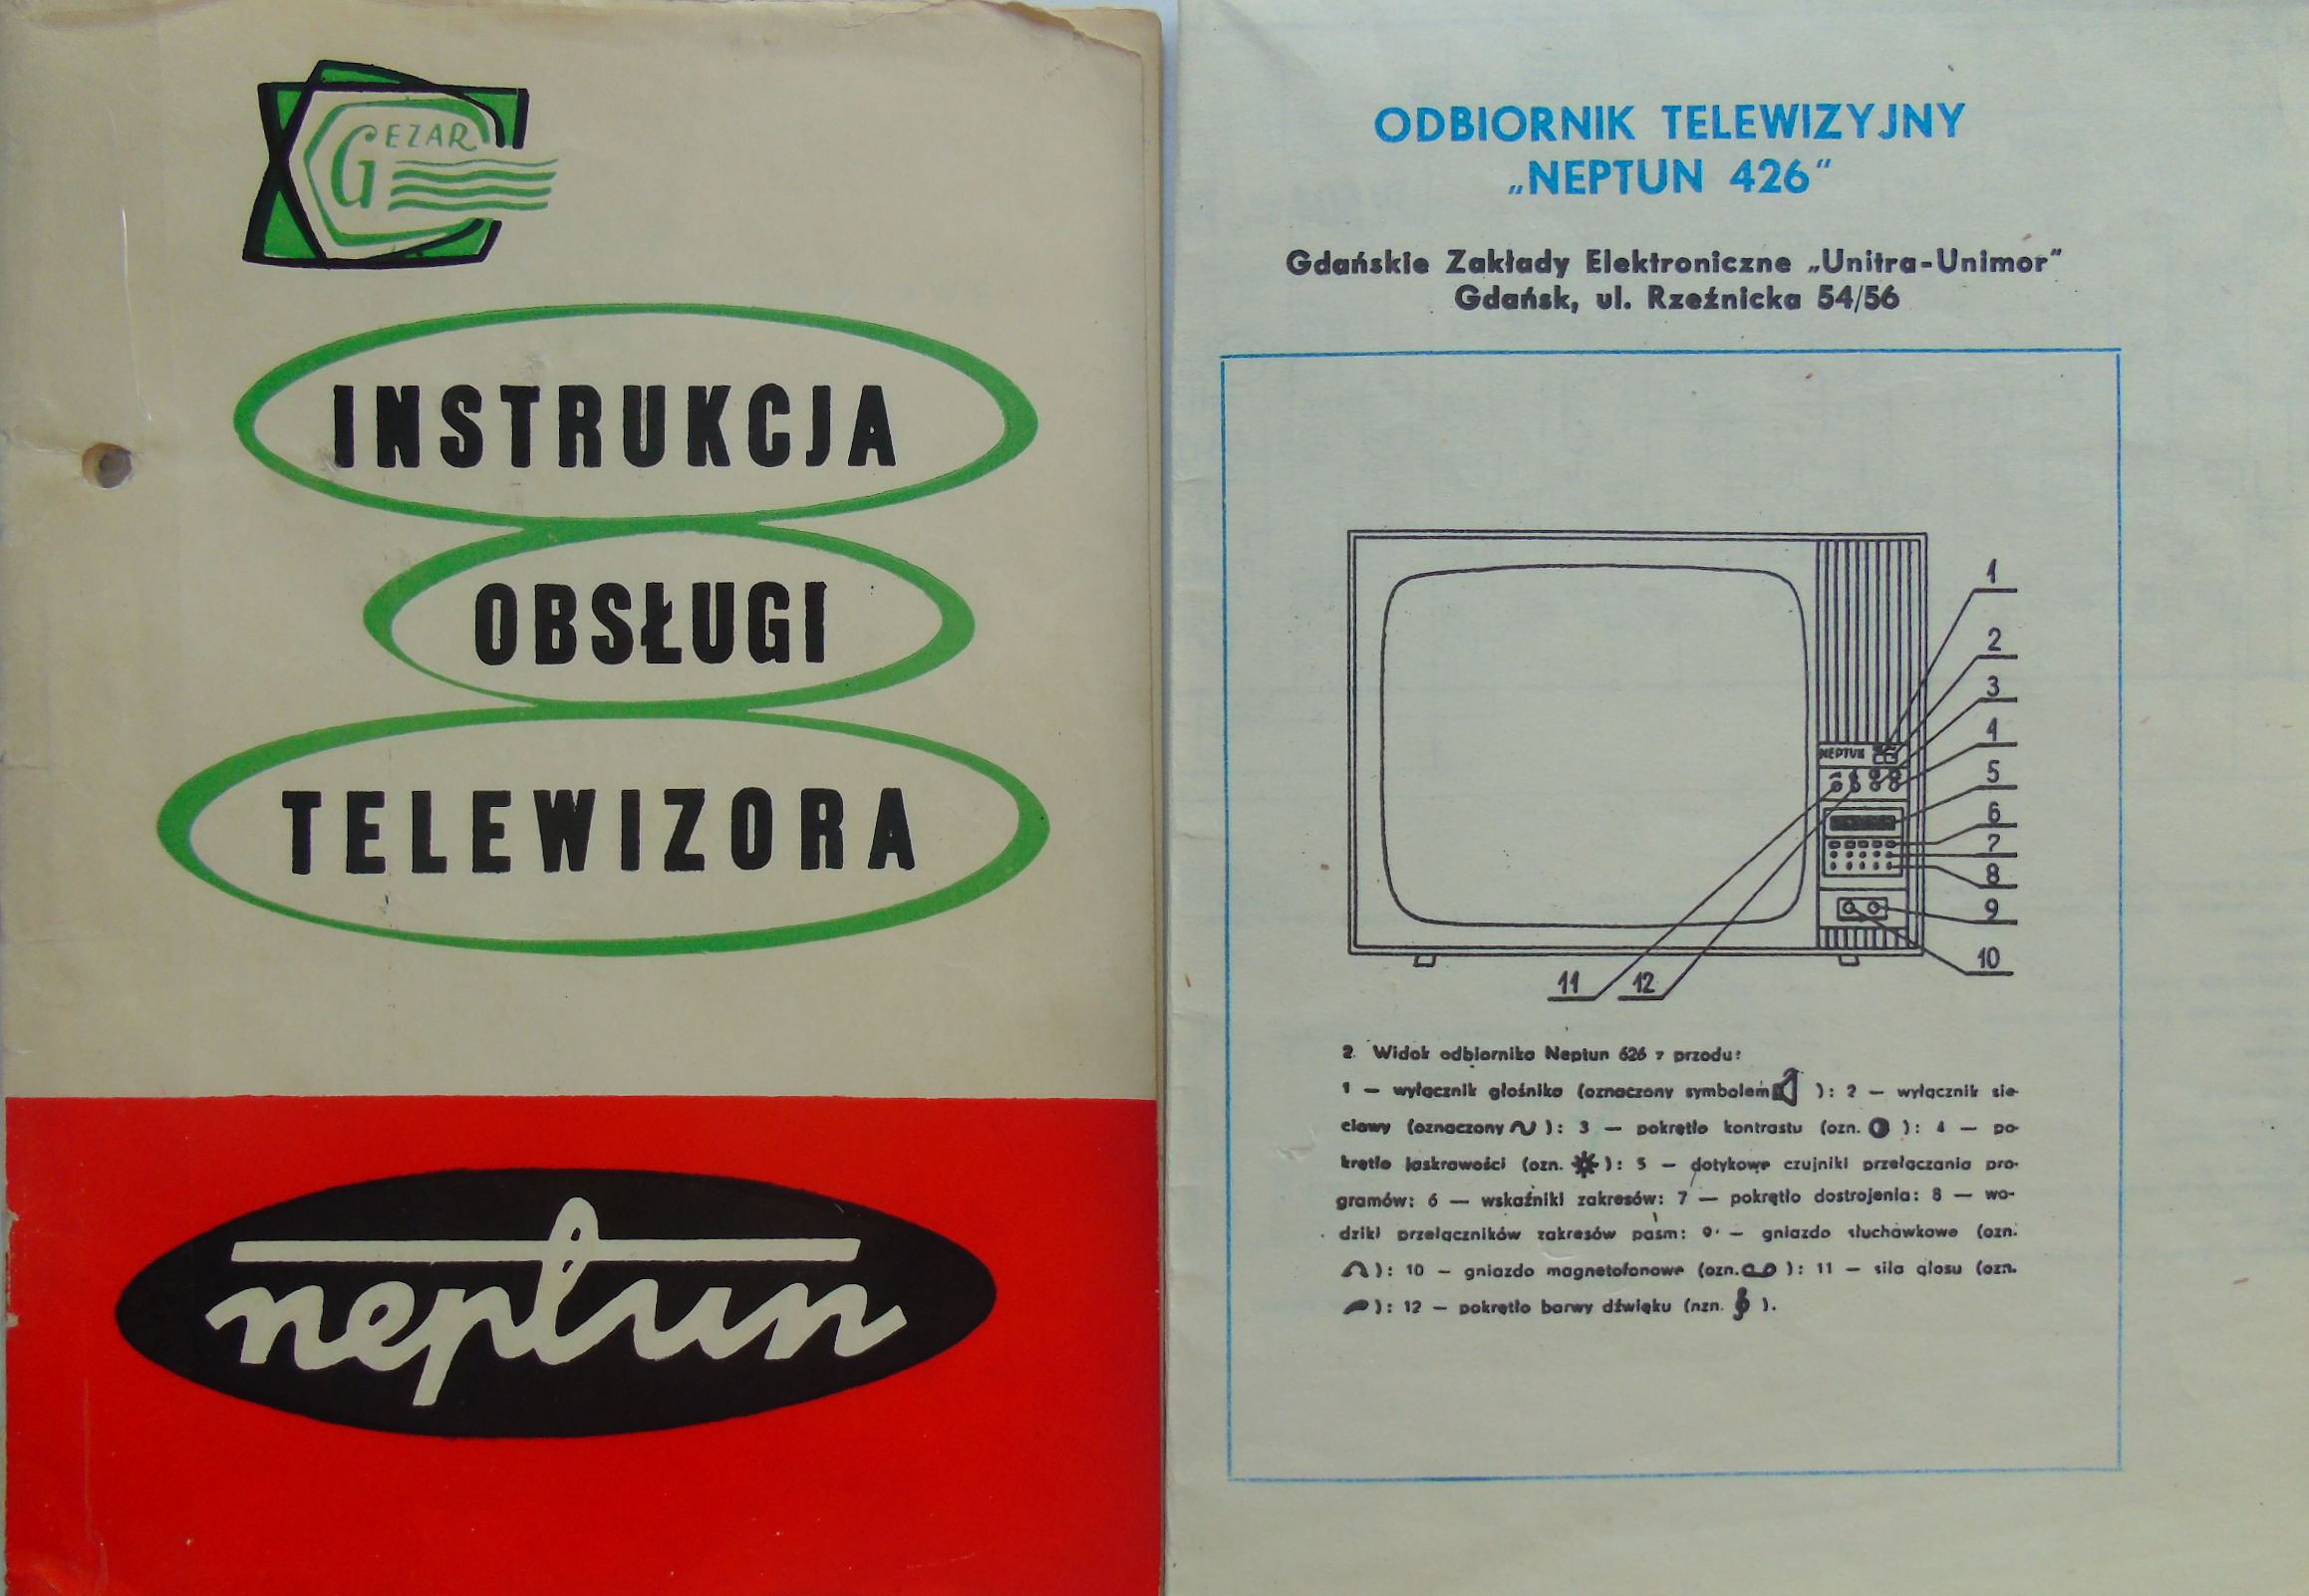 GEZAR
INSTRUKCJA
OBSŁUGI
TELEWIZORA
neptun
ODBIORNIK TELEWIZYJNY
„NEPTUN 426“
Gdańskie Zakłady Elektroniczne „Unitra-Unimor“
Gdańsk, ul. Rzeźnicka 54/56
1
2
3
4
5
6
7
8
9
10
11 12
NEPTUN
2. Widok odbiornika Neptun 626 z przodu:
1 — wyłącznik głośnika (oznaczony symbolem ): 2 — wyłącznik sie-
ciowy (oznaczony ): 3 — pokrętło kontrastu (ozn. ): 4 — po-
krętło jaskrawości (ozn. ): 5 — dotykowe czujniki przełączania pro-
gramów: 6 — wskaźniki zakresów: 7 — pokrętło dostrojenia: 8 — wo-
dziki przełączników zakresów pasm: 9 — gniazdo słuchawkowe (ozn.
): 10 — gniazdo magnetofonowe (ozn. ): 11 — siła głosu (ozn.
): 12 — pokrętło barwy dźwięku (ozn. ).